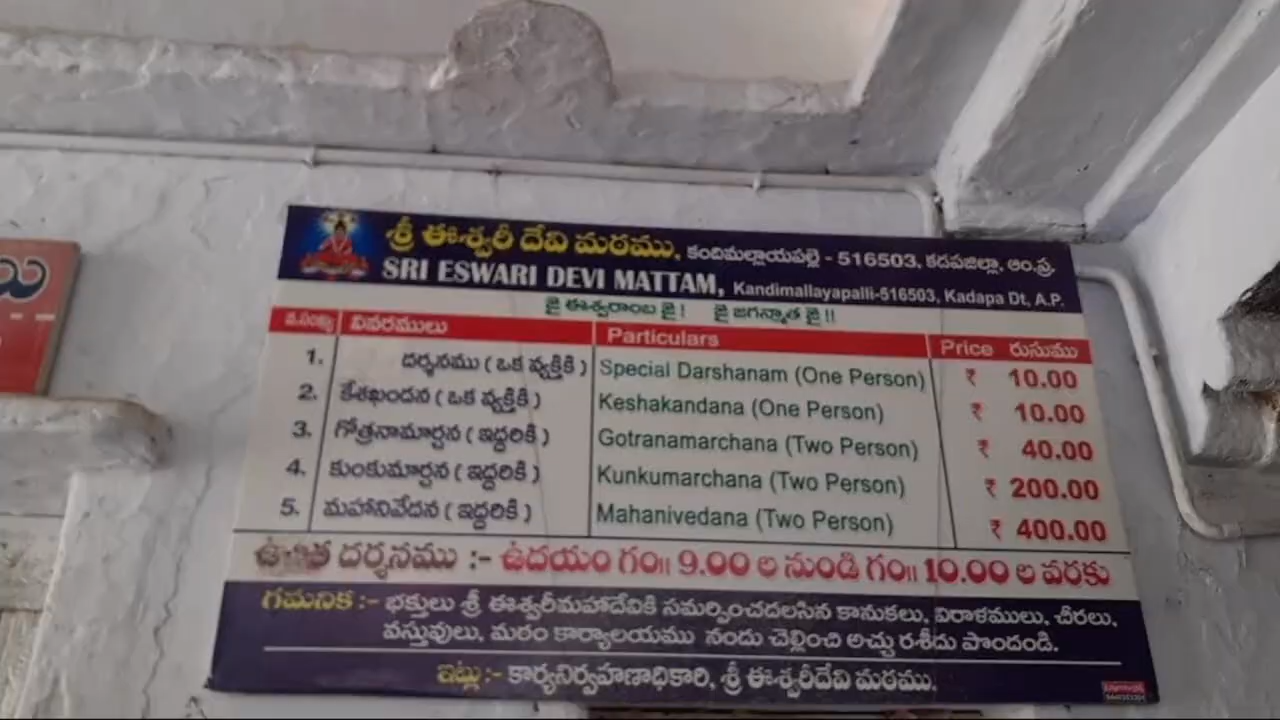 శ్రీ ఈశ్వరీ దేవి మఠము, కందిమల్లాయపల్లె - 516503, కడపజిల్లా, ఆం.ప్ర.
SRI ESWARI DEVI MATTAM, Kandimallayapalli-516503, Kadapa Dt, A.P.
జై ఈశ్వరాంబ జై! జై జగన్మాత జై!!
వ.సంఖ్య వివరములు Particulars Price రుసుము
1. దర్శనము ( ఒక వ్యక్తికి ) Special Darshanam (One Person) ₹ 10.00
2. కేశఖండన ( ఒక వ్యక్తికి ) Keshakandana (One Person) ₹ 10.00
3. గోత్రనామార్చన ( ఇద్దరికి ) Gotranamarchana (Two Person) ₹ 40.00
4. కుంకుమార్చన ( ఇద్దరికి ) Kunkumarchana (Two Person) ₹ 200.00
5. మహానివేదన ( ఇద్దరికి ) Mahanivedana (Two Person) ₹ 400.00
ఉచిత దర్శనము :- ఉదయం గం॥ 9.00 ల నుండి గం॥ 10.00 ల వరకు
గమనిక :- భక్తులు శ్రీ ఈశ్వరీమహాదేవికి సమర్పించదలసిన కానుకలు, విరాళములు, చీరలు,
వస్తువులు, మఠం కార్యాలయము నందు చెల్లించి అచ్చు రశీదు పొందండి.
ఇట్లు :- కార్యనిర్వహణాధికారి, శ్రీ ఈశ్వరీదేవి మఠము.